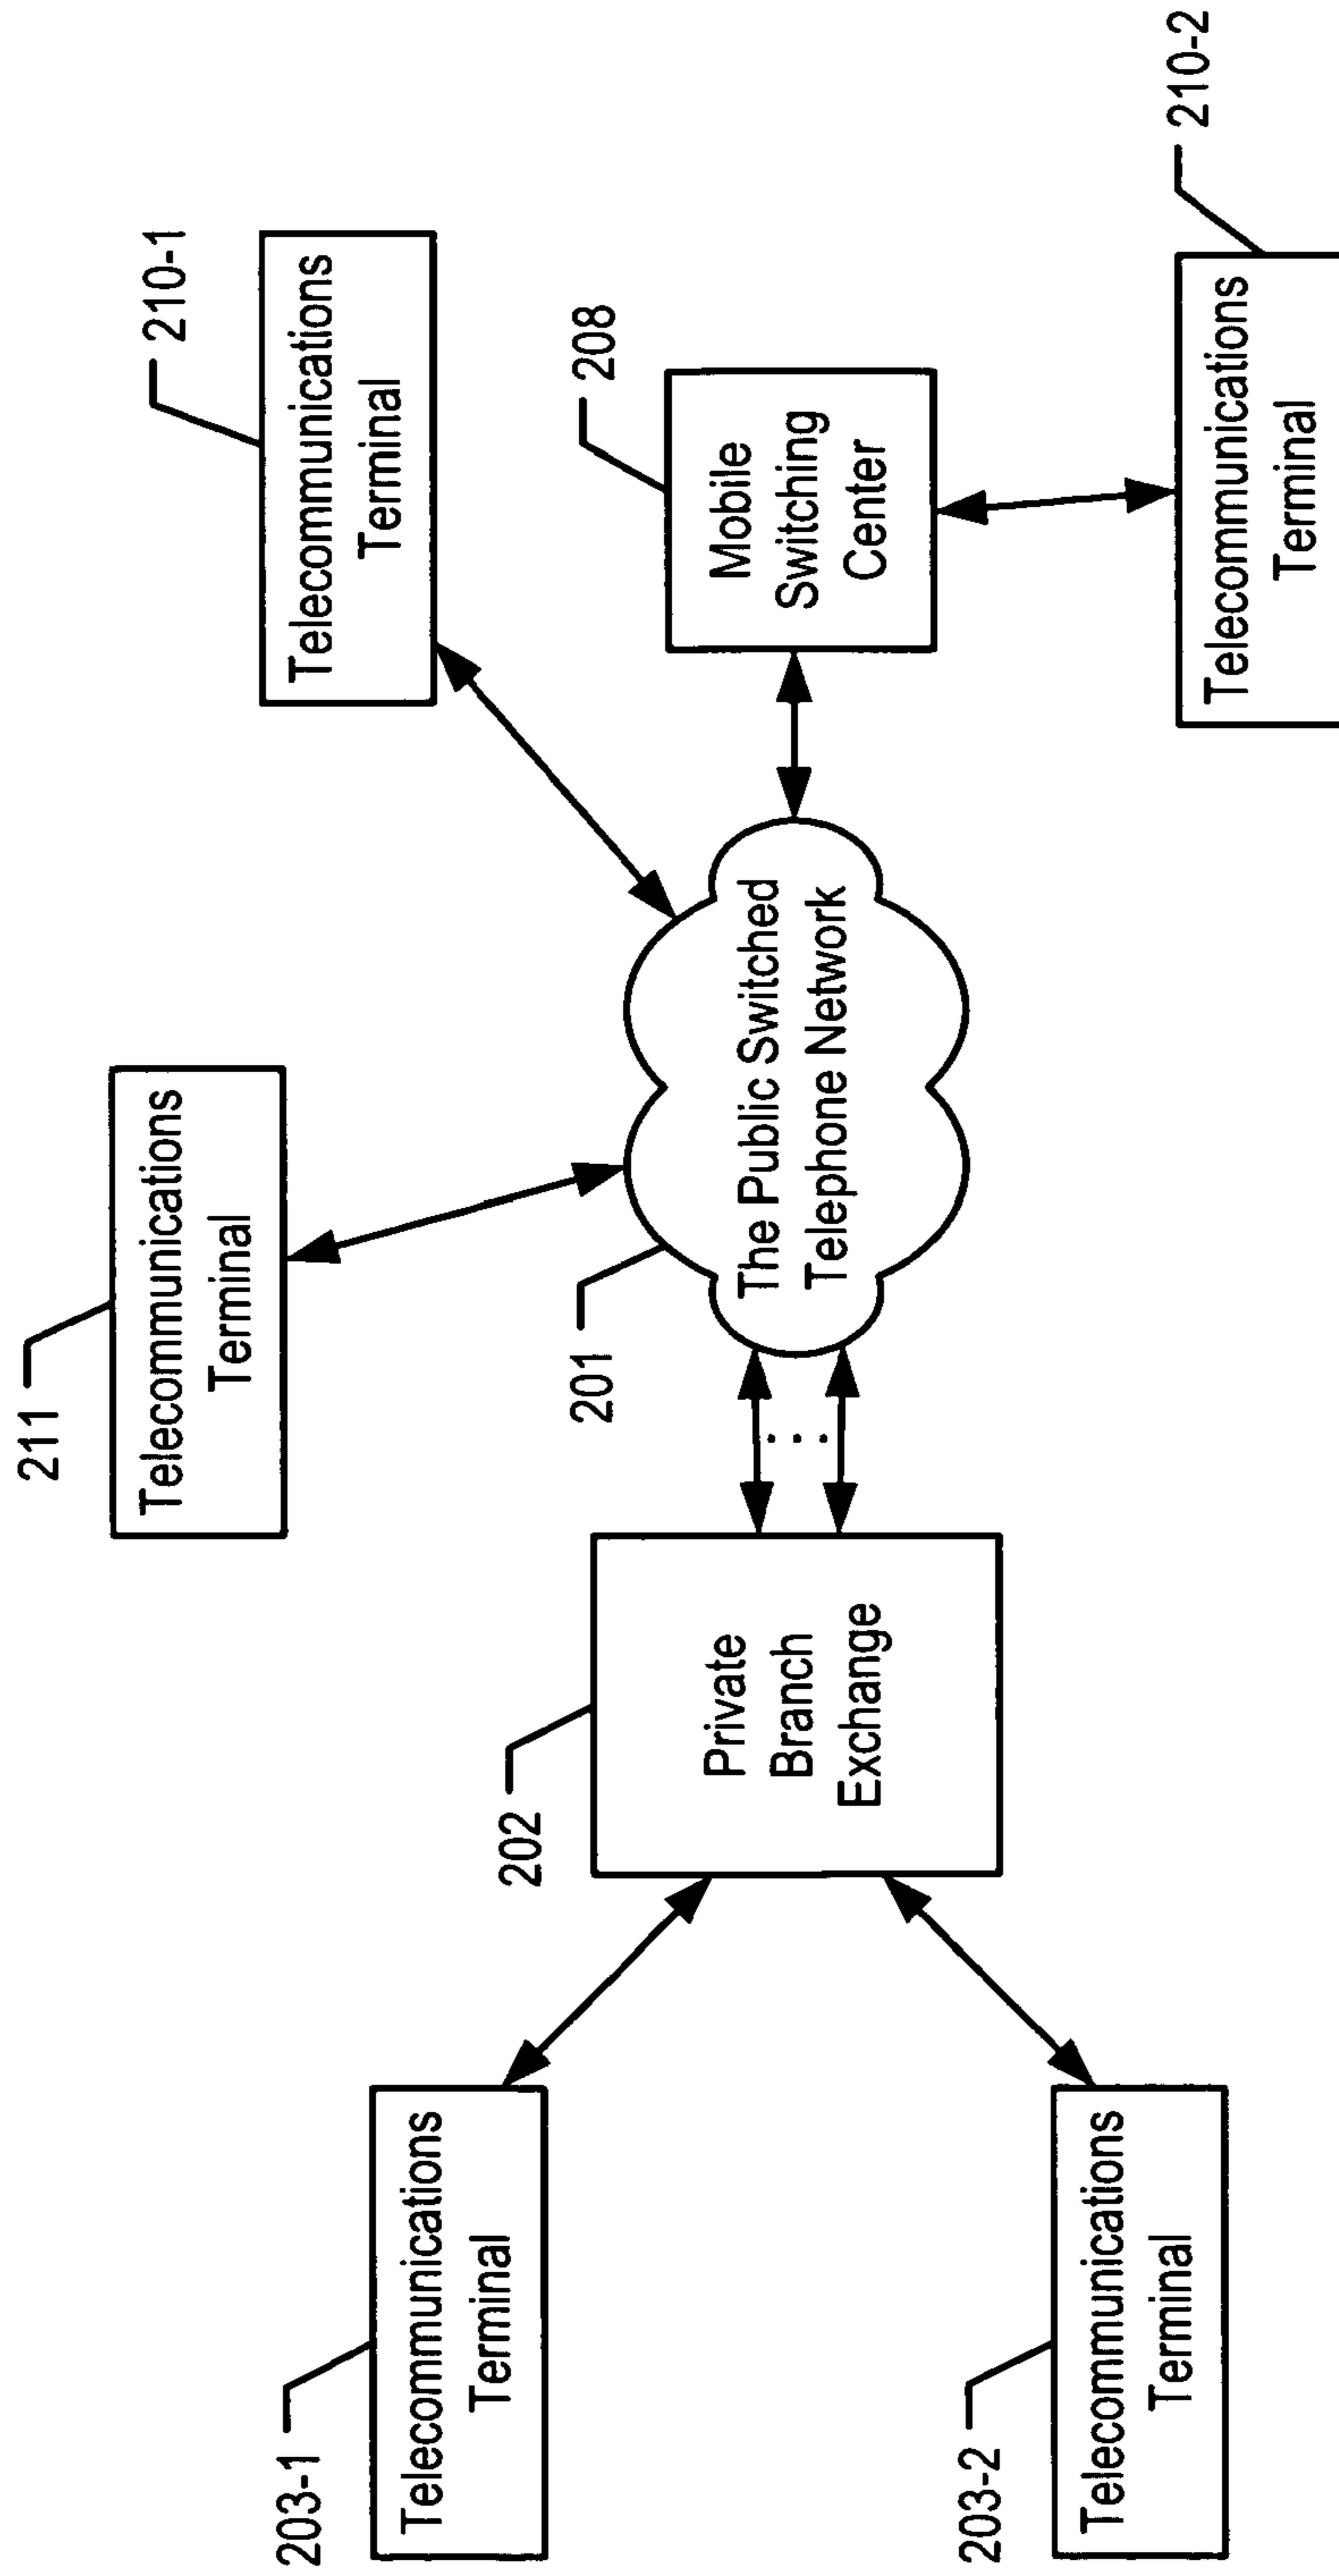 211
Telecommunications
Terminal
210-1
Telecommunications
Terminal
203-1
Telecommunications
Terminal
202
Private
Branch
Exchange
. . .
201
The Public Switched
Telephone Network
208
Mobile
Switching
Center
203-2
Telecommunications
Terminal
210-2
Telecommunications
Terminal